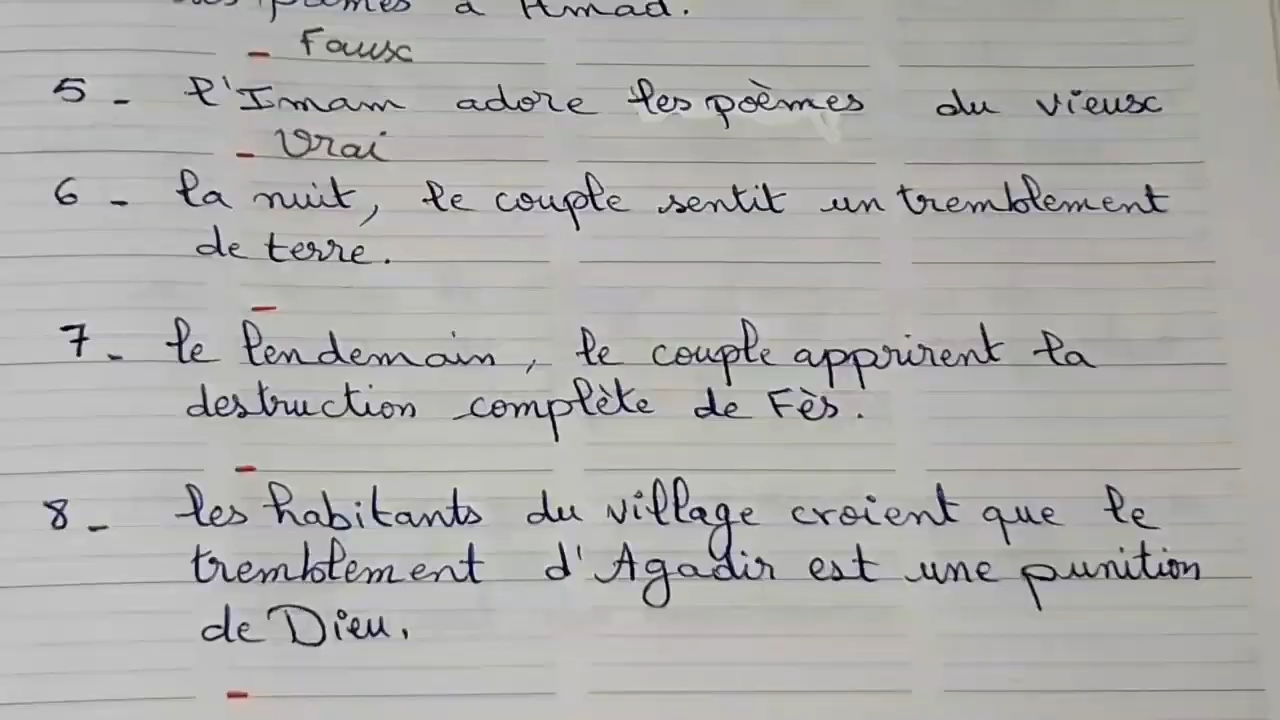 poèmes à Hmad.
- Faux
5 - l'Imam adore les poèmes du vieux
- Vrai
6 - la nuit, le couple sentit un tremblement
de terre.
-
7 - le lendemain, le couple apprirent la
destruction complète de Fès.
-
8 - les habitants du village croient que le
tremblement d'Agadir est une punition
de Dieu.
-